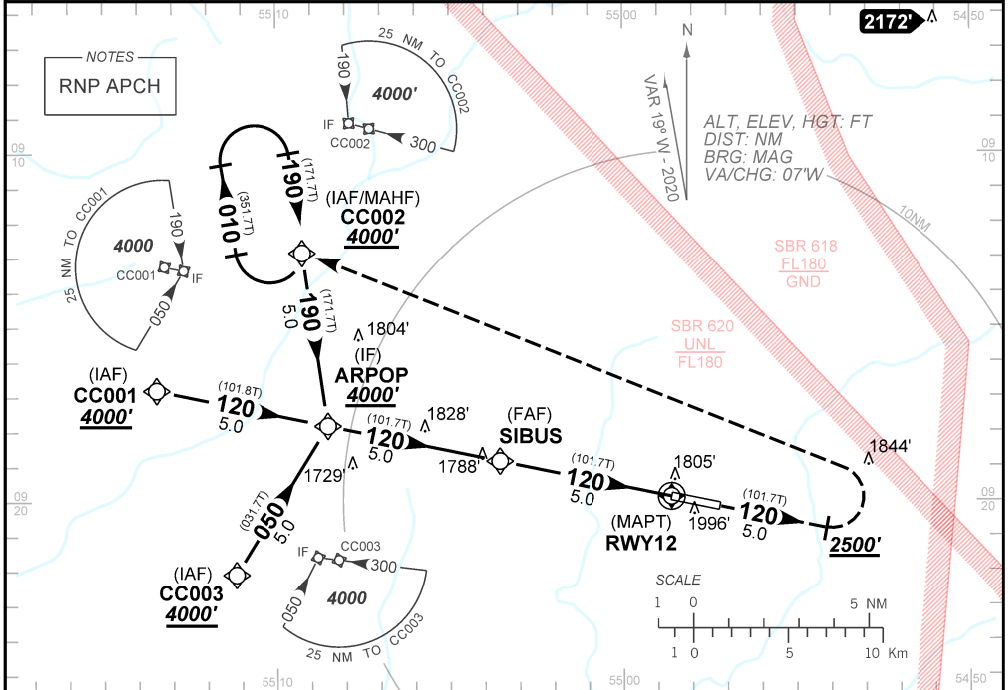 55 10
55 00
54 50
2172'
NOTES
RNP APCH
25 NM TO CC002
190
4000'
IF
CC002
300
N
VAR 19º W - 2020
ALT, ELEV, HGT: FT
DIST: NM
BRG: MAG
VA/CHG: 07'W
09
10
09
10
10NM
190
(171.7T)
010
(351.7T)
(IAF/MAHF)
CC002
4000'
25 NM TO CC001
190
4000
CC001
IF
050
SBR 618
FL180
GND
190
(171.7T)
5.0
1804'
SBR 620
UNL
FL180
(IF)
ARPOP
4000'
(IAF)
CC001
4000'
(101.8T)
120
5.0
(101.7T)
120
5.0
1828'
(FAF)
SIBUS
1788'
1729'
(101.7T)
120
5.0
1805'
1844'
(MAPT)
RWY12
1996'
(101.7T)
120
5.0
2500'
09
20
09
20
(031.7T)
050
5.0
(IAF)
CC003
4000'
IF
CC003
300
050
4000
25 NM TO CC003
SCALE
1 0 5 NM
1 0 5 10 Km
55 10
55 00
54 50